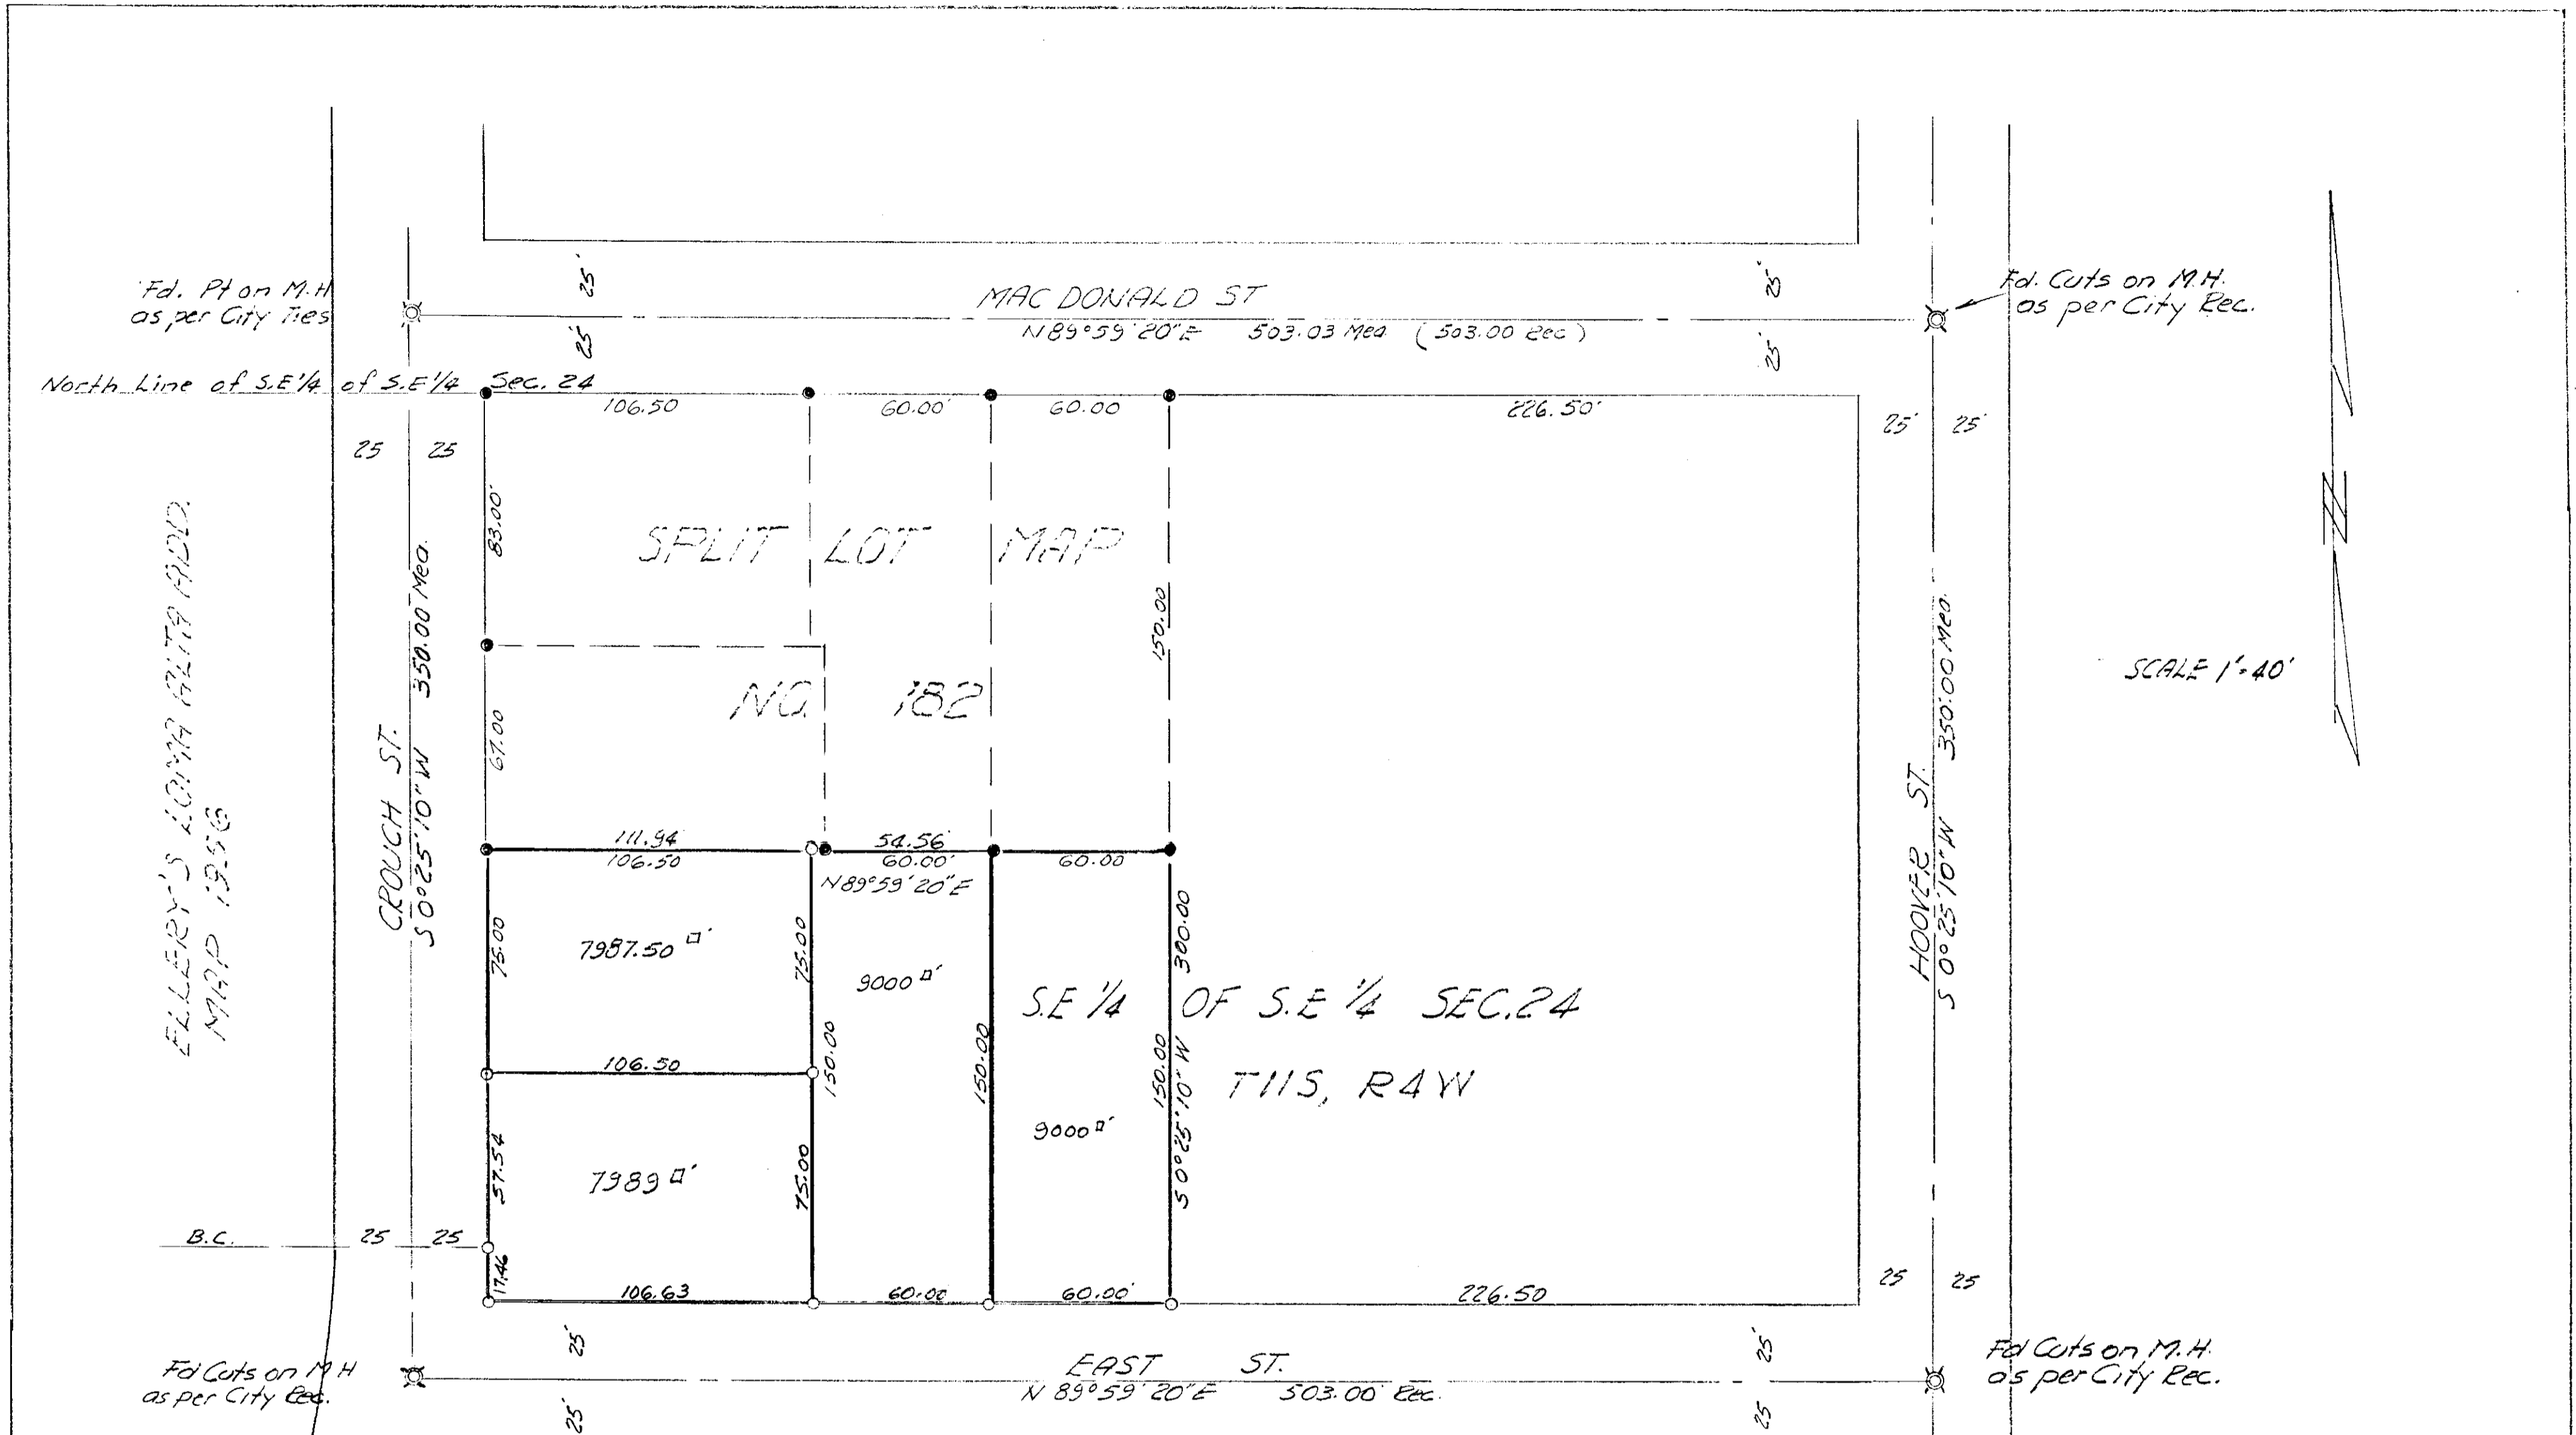 Fd. Pt on M.H
as per City Ties
25'
25'
MAC DONALD ST
N 89°59'20"E 503.03 Mea (503.00 Rec)
25'
25'
Fd. Cuts on M.H.
as per City Rec.
North Line of S.E 1/4 of S.E 1/4 Sec. 24
106.50
60.00'
60.00
226.50'
25
25
25'
25'
83.00'
SPLIT LOT MAP
NO. 182
150.00
67.00
ELLERY'S LOMA ALTA ADD.
MAP 1956
CROUCH ST.
S 0°25'10" W 350.00 Mea.
HOOVER ST.
S 0°25'10" W 350.00 Mea.
SCALE 1"=40'
N
111.94
106.50
54.56
60.00'
60.00
N89°59'20"E
75.00
7987.50 □'
75.00
9000 □'
300.00
S.E 1/4 OF S.E 1/4 SEC.24
T11S, R4W
106.50
150.00
150.00
150.00
S 0°25'10" W
9000 □'
57.54
7989 □'
75.00
B.C.
25
25
17.46
106.63
60.00
60.00'
226.50
25
25
25'
25'
EAST ST.
N 89°59'20"E 503.00 Rec.
25'
25
Fd Cuts on M.H
as per City Rec.
Fd Cuts on M.H.
as per City Rec.